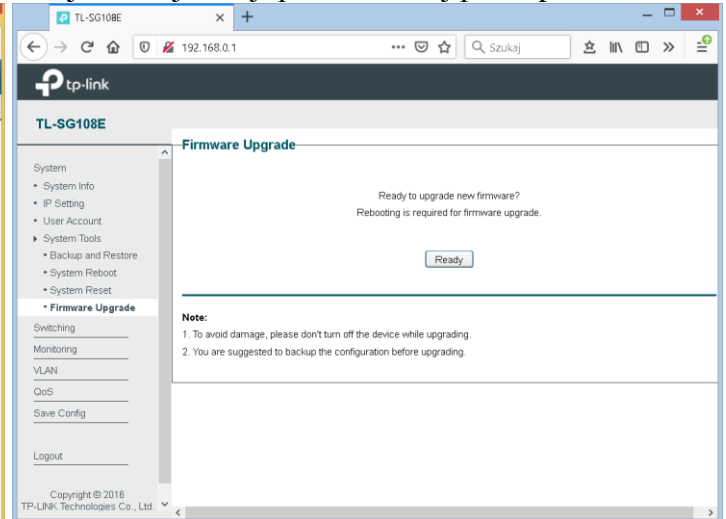 TL-SG108E
192.168.0.1
Szukaj
tp-link
TL-SG108E
System
• System Info
• IP Setting
• User Account
System Tools
• Backup and Restore
• System Reboot
• System Reset
• Firmware Upgrade
Switching
Monitoring
VLAN
QoS
Save Config
Logout
Copyright © 2016
TP-LINK Technologies Co., Ltd.
Firmware Upgrade
Ready to upgrade new firmware?
Rebooting is required for firmware upgrade.
Ready
Note:
1. To avoid damage, please don't turn off the device while upgrading.
2. You are suggested to backup the configuration before upgrading.